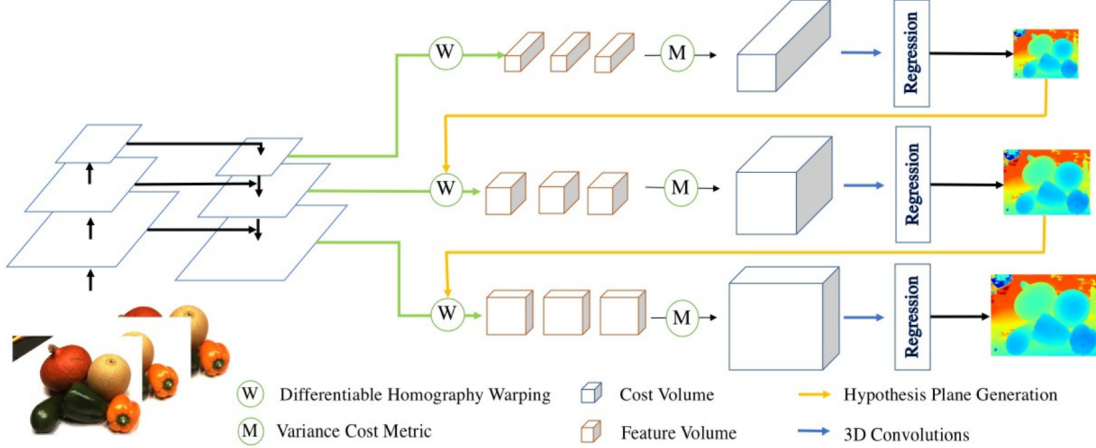 W
M
Regression
W
M
Regression
W
M
Regression
W Differentiable Homography Warping
Cost Volume
Hypothesis Plane Generation
M Variance Cost Metric
Feature Volume
3D Convolutions